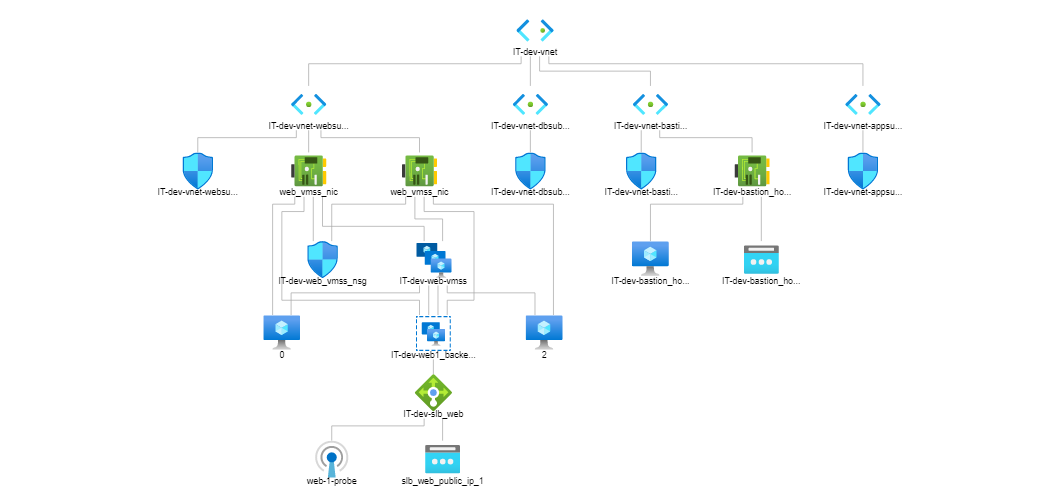 IT-dev-vnet
IT-dev-vnet-websu...
IT-dev-vnet-dbsub...
IT-dev-vnet-basti...
IT-dev-vnet-appsu...
IT-dev-vnet-websu...
web_vmss_nic
web_vmss_nic
IT-dev-vnet-dbsub...
IT-dev-vnet-basti...
IT-dev-bastion_ho...
IT-dev-vnet-appsu...
IT-dev-web_vmss_nsg
IT-dev-web-vmss
IT-dev-bastion_ho...
IT-dev-bastion_ho...
0
IT-dev-web1_backe...
2
IT-dev-slb_web
web-1-probe
slb_web_public_ip_1